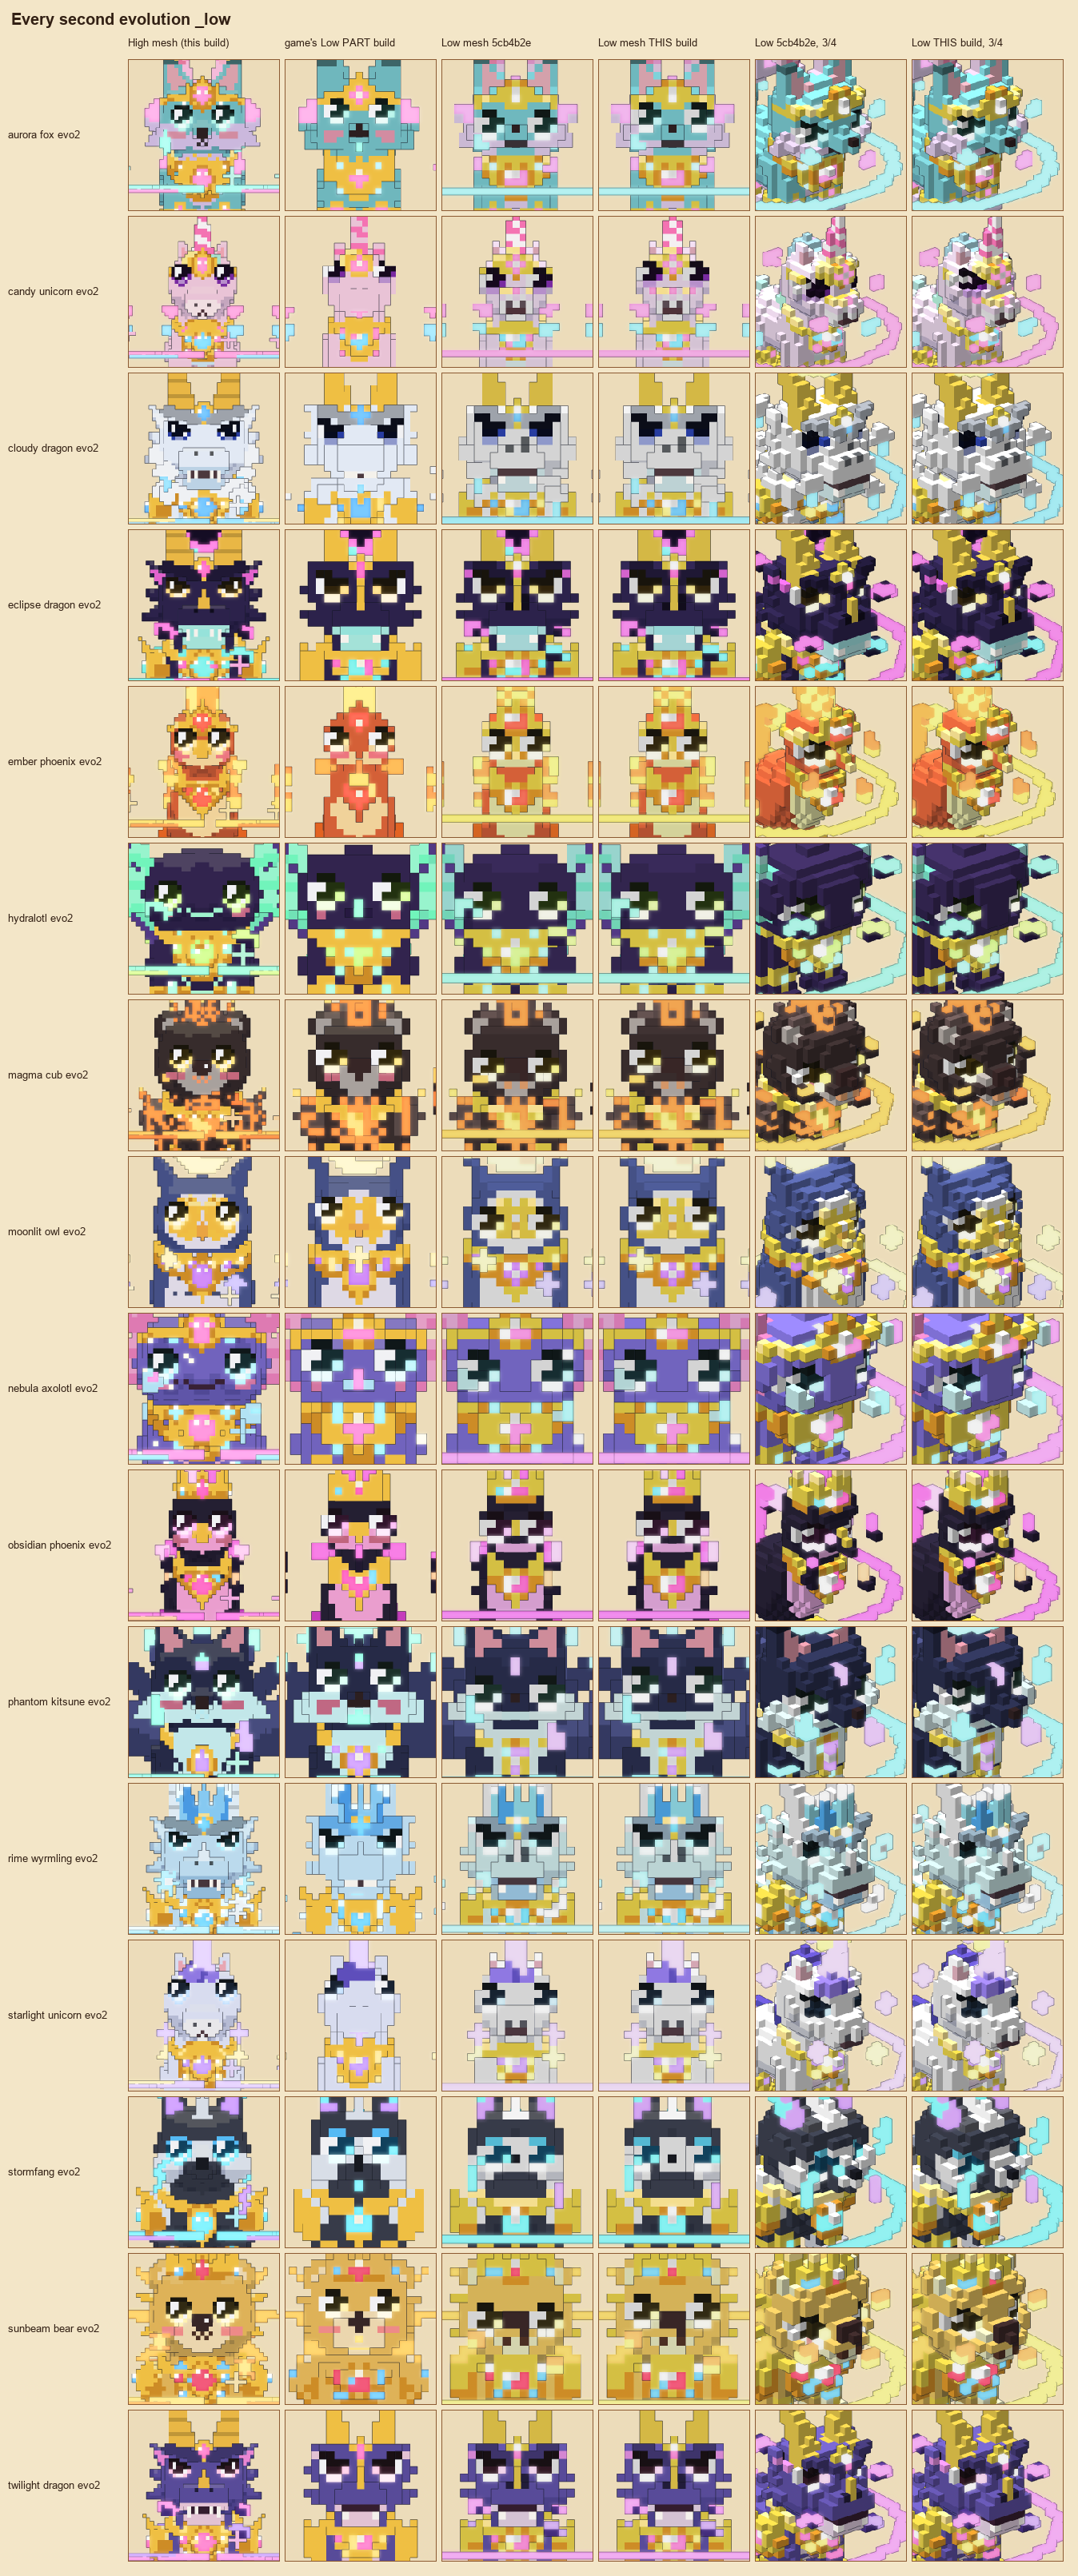 Every second evolution _low
High mesh (this build) game's Low PART build Low mesh 5cb4b2e Low mesh THIS build Low 5cb4b2e, 3/4 Low THIS build, 3/4
aurora fox evo2
candy unicorn evo2
cloudy dragon evo2
eclipse dragon evo2
ember phoenix evo2
hydralotl evo2
magma cub evo2
moonlit owl evo2
nebula axolotl evo2
obsidian phoenix evo2
phantom kitsune evo2
rime wyrmling evo2
starlight unicorn evo2
stormfang evo2
sunbeam bear evo2
twilight dragon evo2